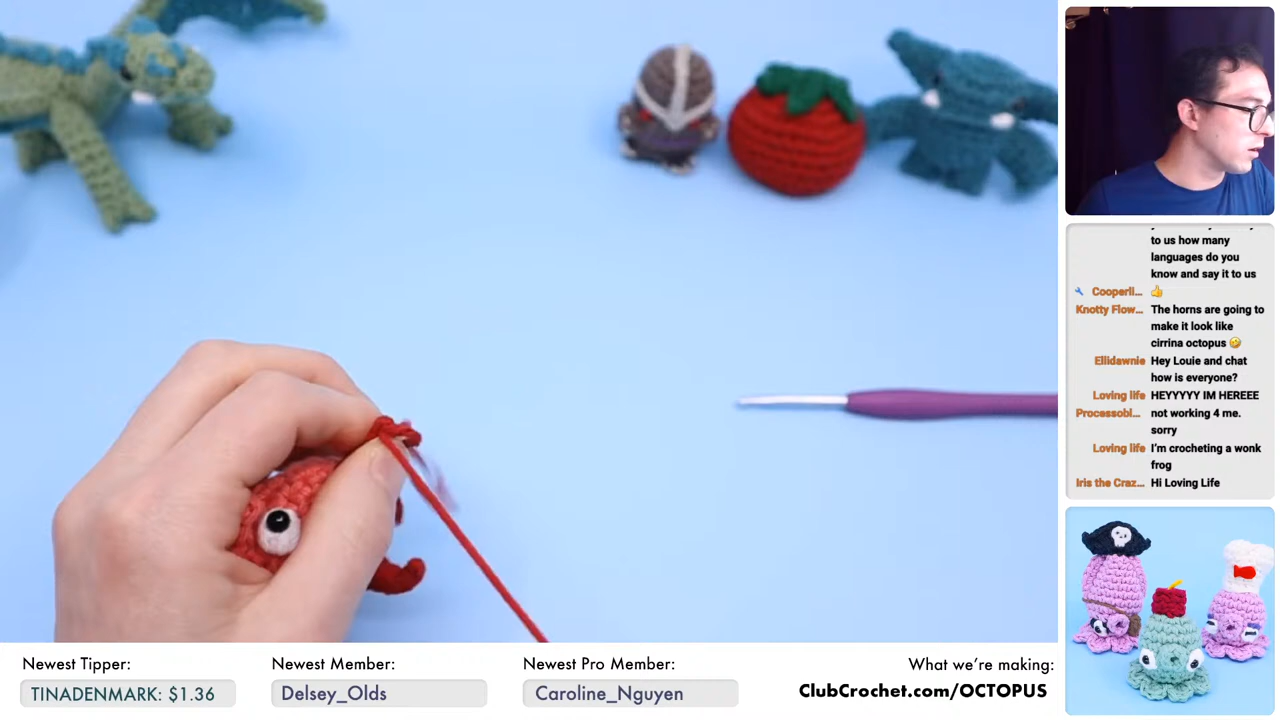 to us how many
languages do you
know and say it to us
Cooperli... 👍
Knotty Flow... The horns are going to
make it look like
cirrina octopus 🤣
Ellidawnie Hey Louie and chat
how is everyone?
Loving life HEYYYYY IM HEREEE
Processobl... not working 4 me.
sorry
Loving life I'm crocheting a wonk
frog
Iris the Craz... Hi Loving Life
Newest Tipper:
TINADENMARK: $1.36
Newest Member:
Delsey_Olds
Newest Pro Member:
Caroline_Nguyen
What we're making:
ClubCrochet.com/OCTOPUS